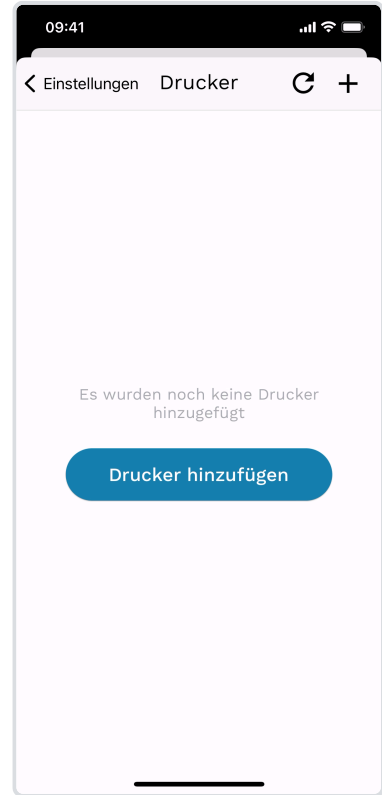 09:41
Einstellungen Drucker
Es wurden noch keine Drucker
hinzugefügt
Drucker hinzufügen